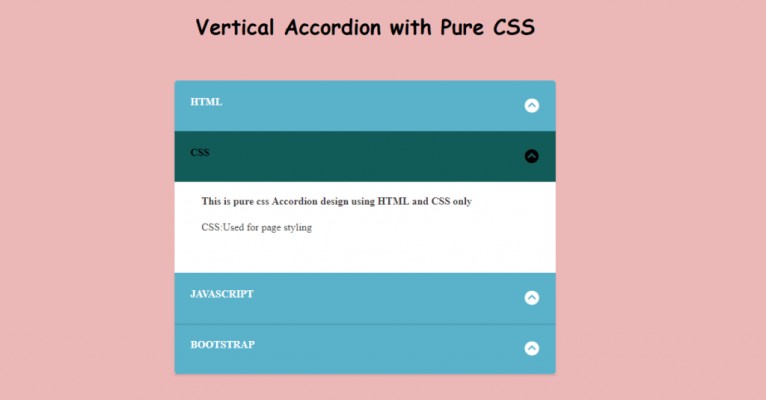 Vertical Accordion with Pure CSS
HTML
CSS
This is pure css Accordion design using HTML and CSS only
CSS:Used for page styling
JAVASCRIPT
BOOTSTRAP